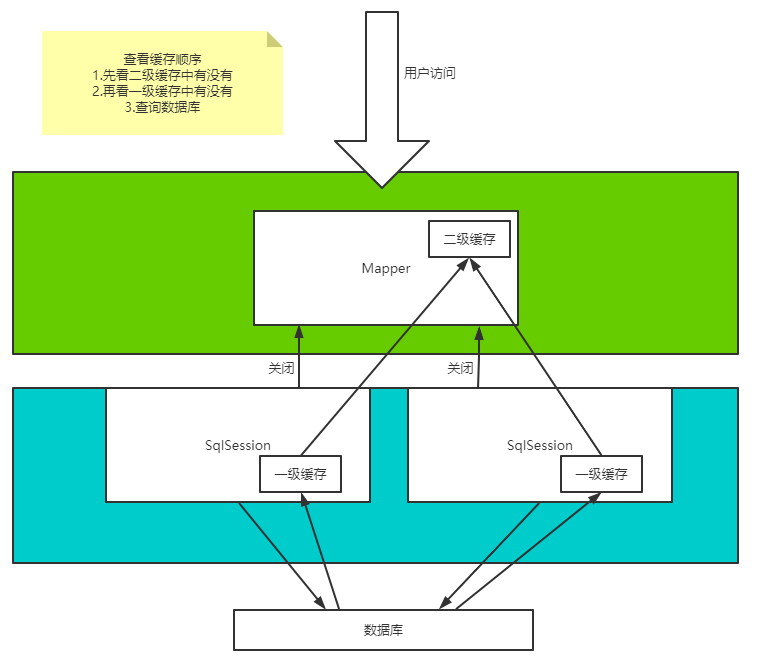 查看缓存顺序
1.先看二级缓存中有没有
2.再看一级缓存中有没有
3.查询数据库
用户访问
二级缓存
Mapper
关闭
关闭
SqlSession
一级缓存
SqlSession
一级缓存
数据库